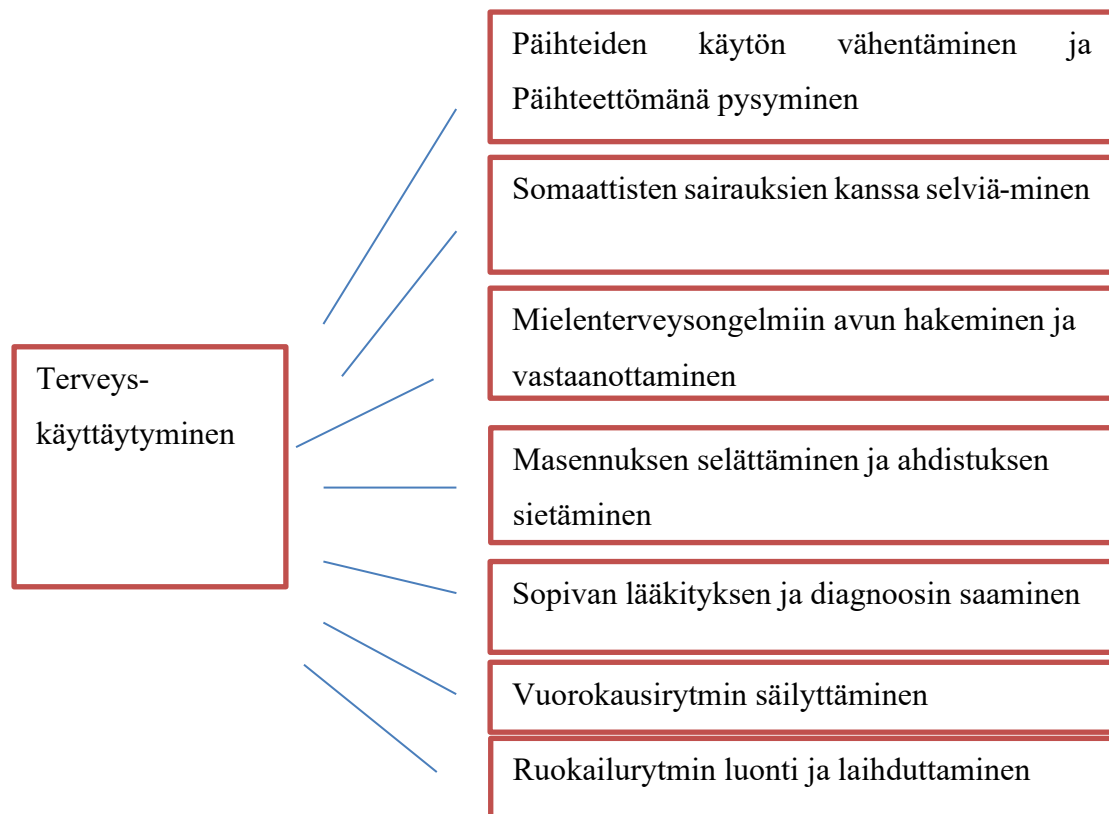 Päihteiden käytön vähentäminen ja
Päihteettömänä pysyminen
Somaattisten sairauksien kanssa selviä-minen
Mielenterveysongelmiin avun hakeminen ja
vastaanottaminen
Terveys-
käyttäytyminen
Masennuksen selättäminen ja ahdistuksen
sietäminen
Sopivan lääkityksen ja diagnoosin saaminen
Vuorokausirytmin säilyttäminen
Ruokailurytmin luonti ja laihduttaminen